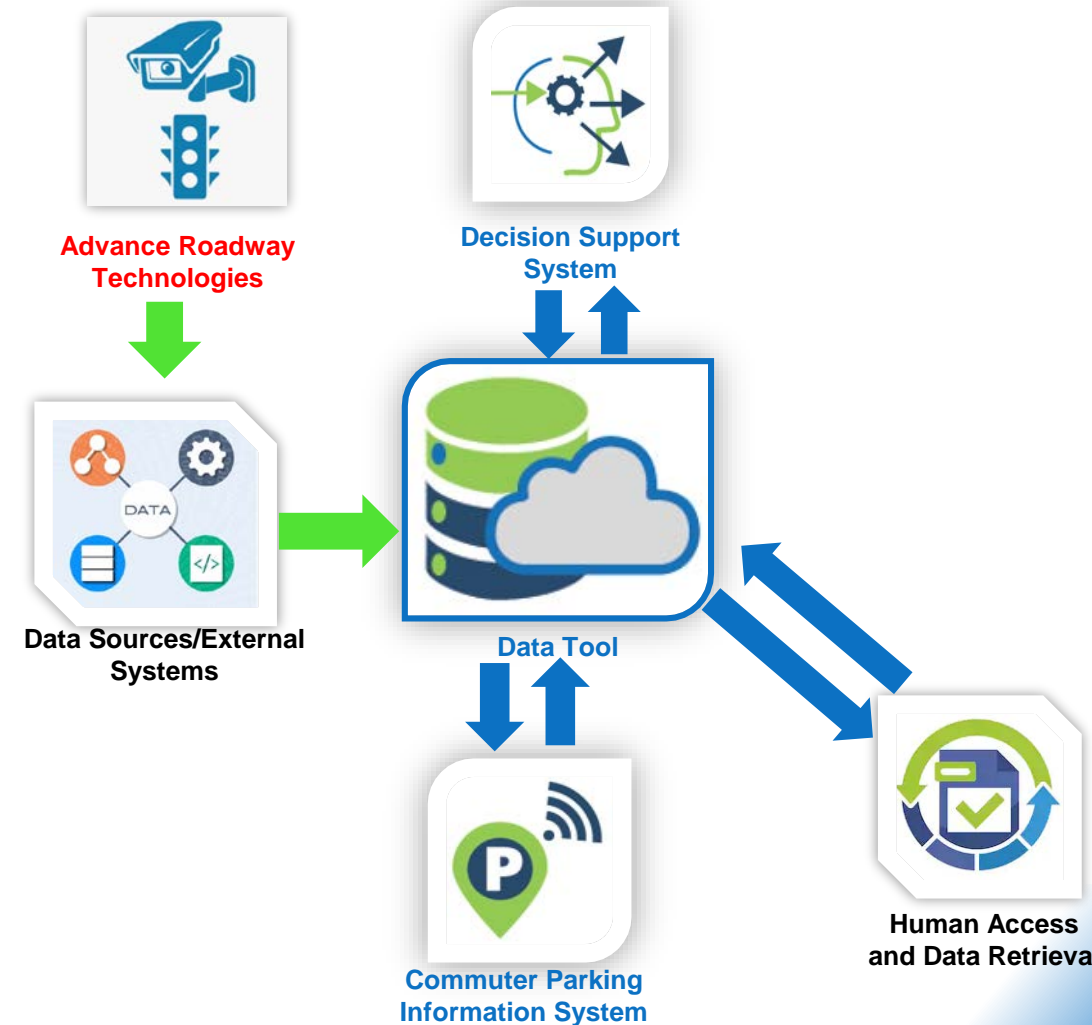 Advance Roadway
Technologies
Decision Support
System
DATA
</>
Data Sources/External
Systems
Data Tool
P
Commuter Parking
Information System
Human Access
and Data Retrieva